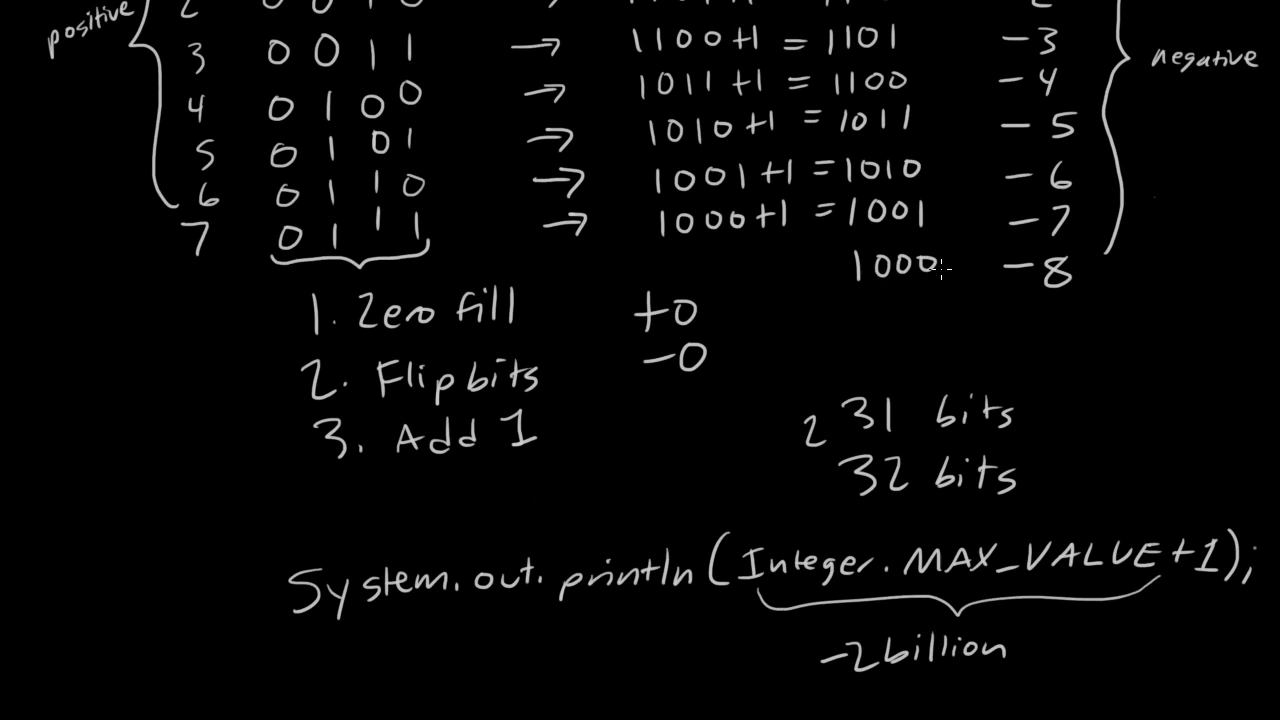 positive
3 0 0 1 1 → 1100+1 = 1101 -3
4 0 1 0 0 → 1011+1 = 1100 -4
5 0 1 0 1 → 1010+1 = 1011 -5
6 0 1 1 0 → 1001+1 = 1010 -6
7 0 1 1 1 → 1000+1 = 1001 -7
1000 -8
negative
1. Zero fill
2. Flip bits
3. Add 1
+0
-0
2 31 bits
32 bits
System.out.println(Integer.MAX_VALUE+1);
-2billion